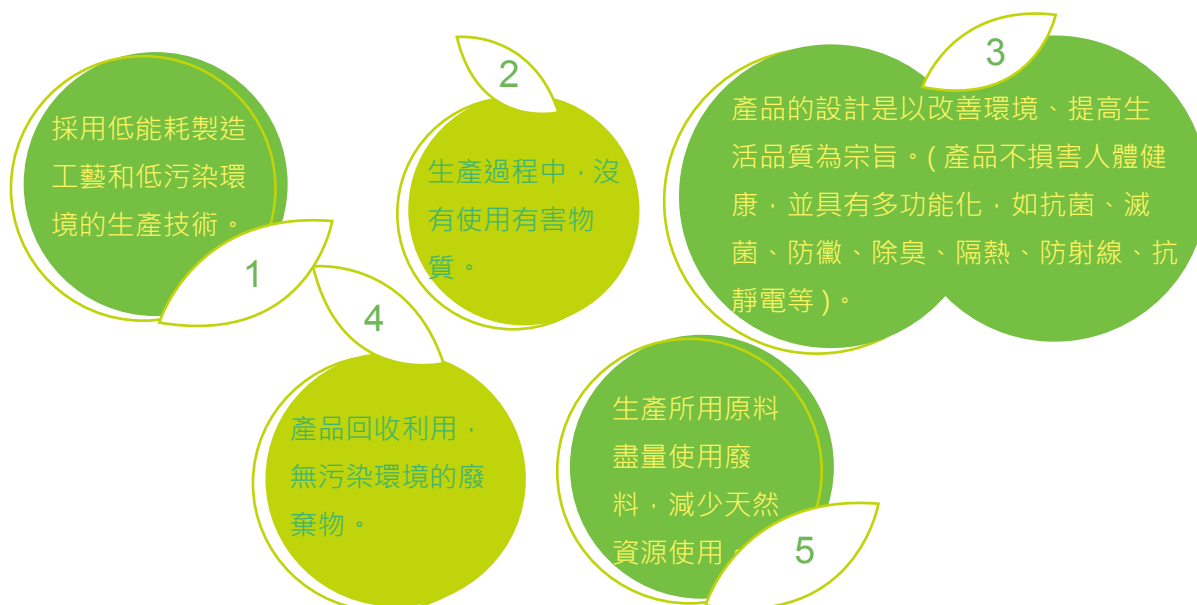 1
採用低能耗製造
工藝和低污染環
境的生產技術。
2
生產過程中，沒
有使用有害物
質。
3
產品的設計是以改善環境、提高生
活品質為宗旨。( 產品不損害人體健
康，並具有多功能化，如抗菌、滅
菌、防黴、除臭、隔熱、防射線、抗
靜電等 )。
4
產品回收利用，
無污染環境的廢
棄物。
5
生產所用原料
盡量使用廢
料，減少天然
資源使用。